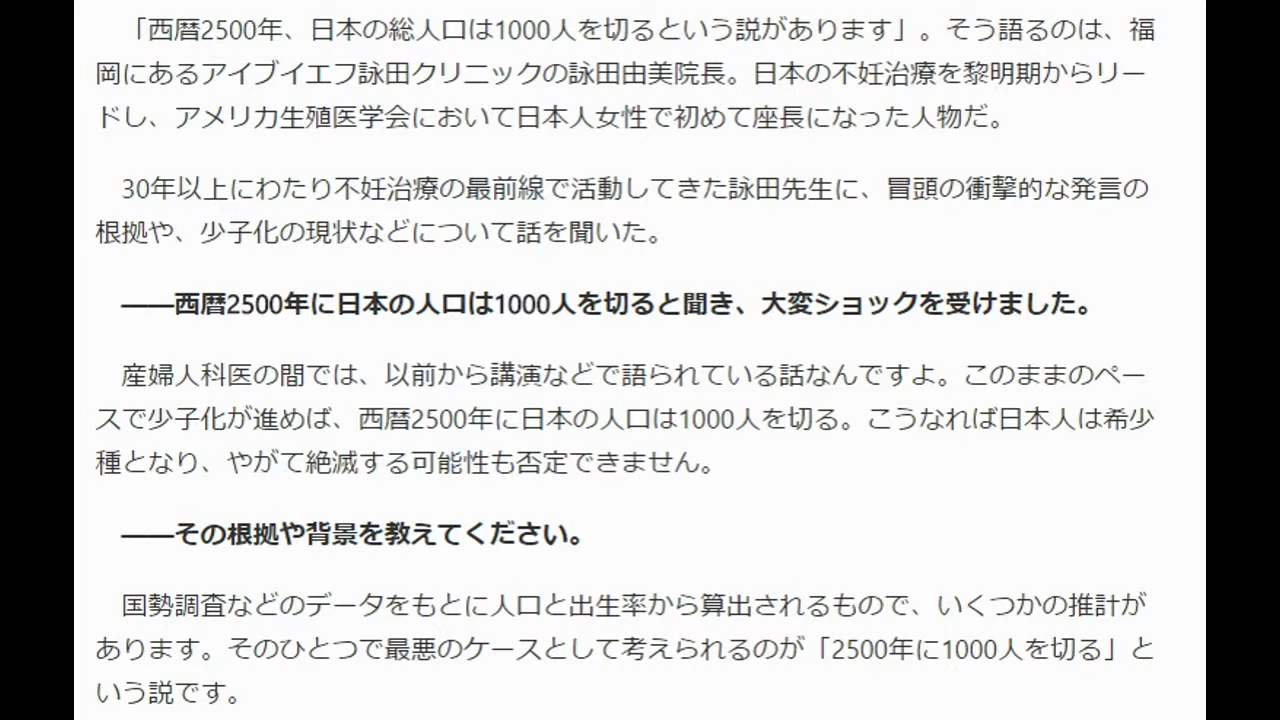 「西暦2500年、日本の総人口は1000人を切るという説があります」。そう語るのは、福
岡にあるアイブイエフ詠田クリニックの詠田由美院長。日本の不妊治療を黎明期からリー
ドし、アメリカ生殖医学会において日本人女性で初めて座長になった人物だ。
30年以上にわたり不妊治療の最前線で活動してきた詠田先生に、冒頭の衝撃的な発言の
根拠や、少子化の現状などについて話を聞いた。
――西暦2500年に日本の人口は1000人を切ると聞き、大変ショックを受けました。
産婦人科医の間では、以前から講演などで語られている話なんですよ。このままのペー
スで少子化が進めば、西暦2500年に日本の人口は1000人を切る。こうなれば日本人は希少
種となり、やがて絶滅する可能性も否定できません。
――その根拠や背景を教えてください。
国勢調査などのデータをもとに人口と出生率から算出されるもので、いくつかの推計が
あります。そのひとつで最悪のケースとして考えられるのが「2500年に1000人を切る」と
いう説です。